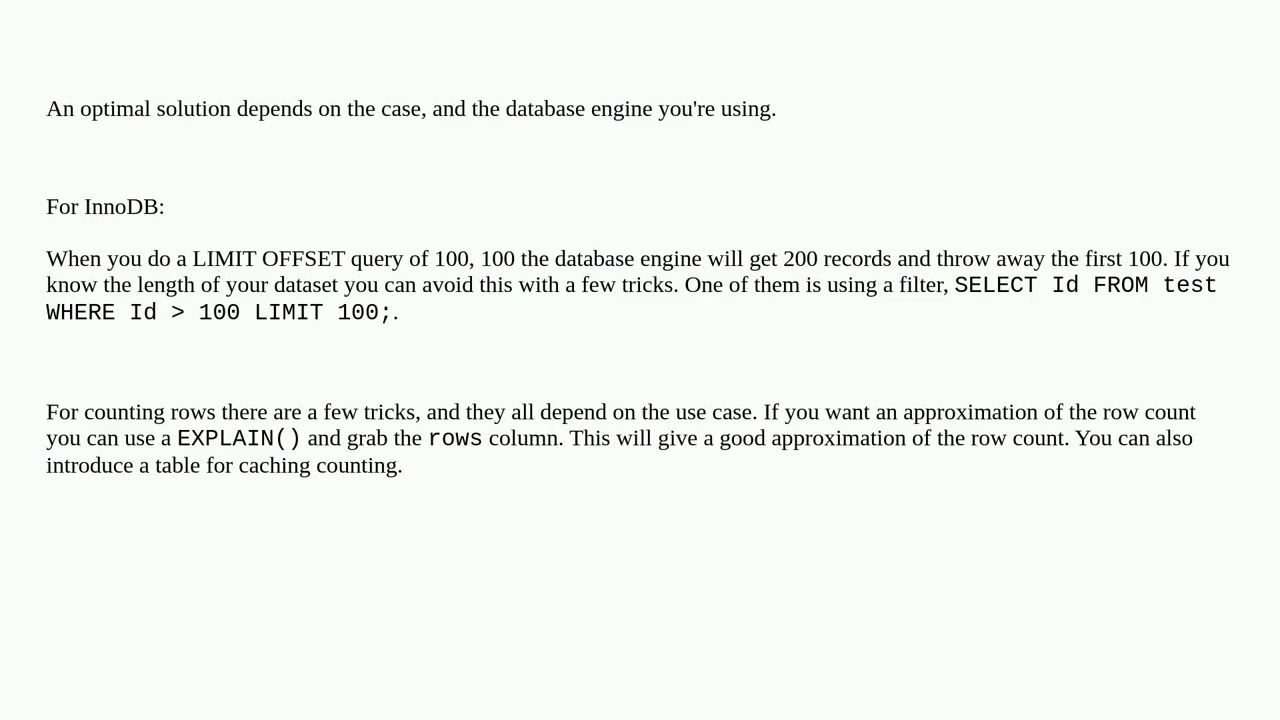 An optimal solution depends on the case, and the database engine you're using.
For InnoDB:
When you do a LIMIT OFFSET query of 100, 100 the database engine will get 200 records and throw away the first 100. If you
know the length of your dataset you can avoid this with a few tricks. One of them is using a filter, SELECT Id FROM test
WHERE Id > 100 LIMIT 100;.
For counting rows there are a few tricks, and they all depend on the use case. If you want an approximation of the row count
you can use a EXPLAIN() and grab the rows column. This will give a good approximation of the row count. You can also
introduce a table for caching counting.